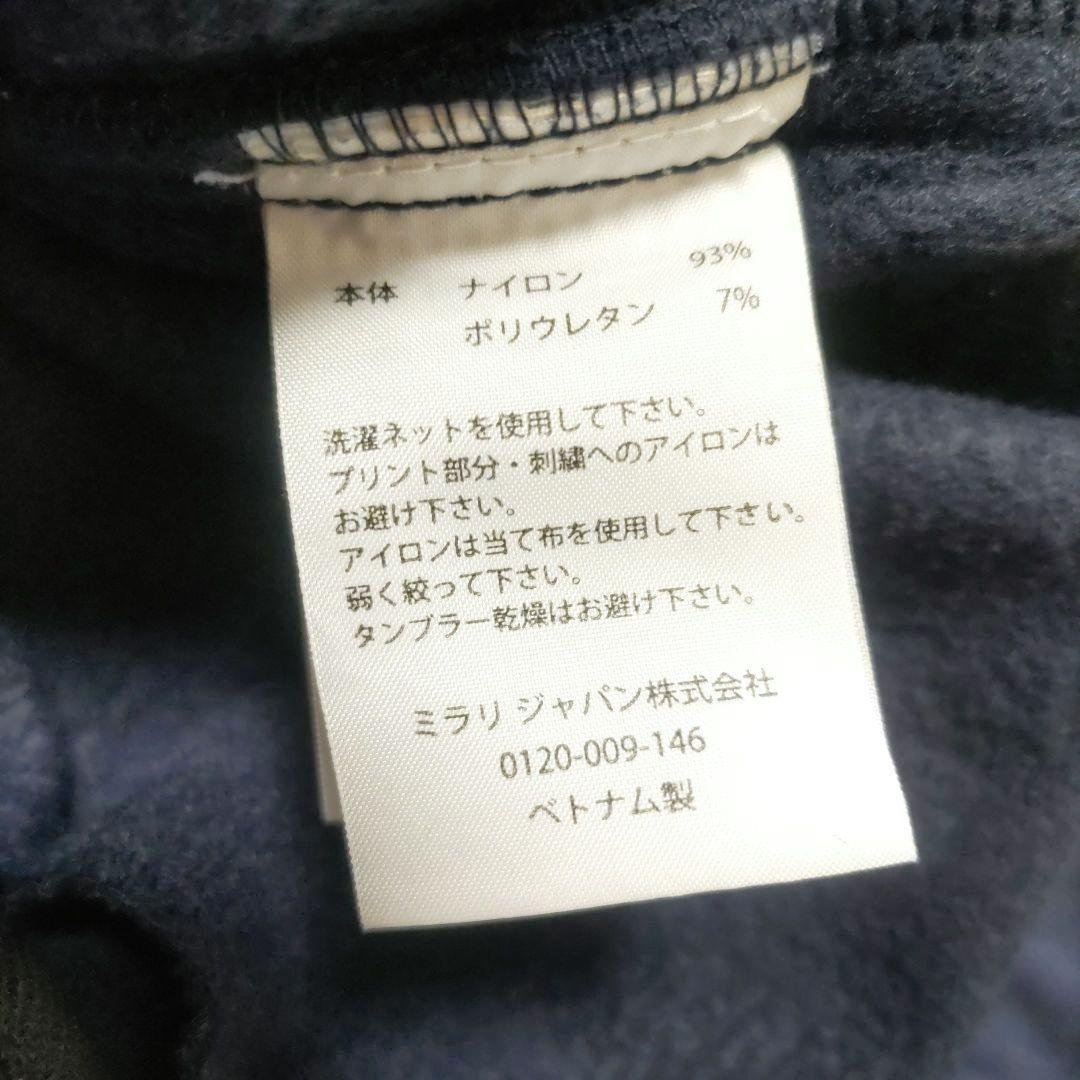 本体 ナイロン 93%
ポリウレタン 7%
洗濯ネットを使用して下さい。
プリント部分・刺繍へのアイロンは
お避け下さい。
アイロンは当て布を使用して下さい。
弱く絞って下さい。
タンブラー乾燥はお避け下さい。
ミラリ ジャパン株式会社
0120-009-146
ベトナム製